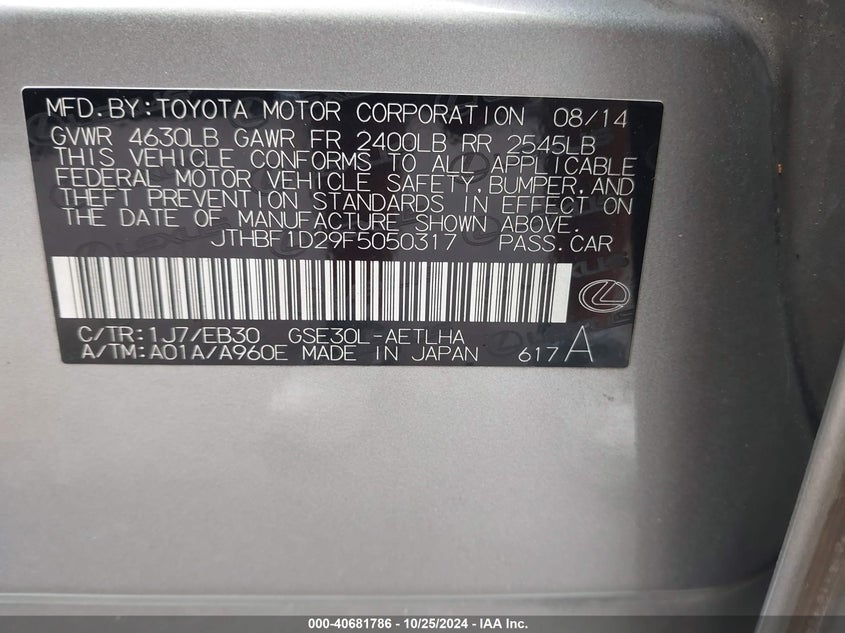 MFD.BY:TOYOTA MOTOR CORPORATION 08/14
GVWR 4630LB GAWR FR 2400LB RR 2545LB
THIS VEHICLE CONFORMS TO ALL APPLICABLE
FEDERAL MOTOR VEHICLE SAFETY,BUMPER,AND
THEFT PREVENTION STANDARDS IN EFFECT ON
THE DATE OF MANUFACTURE SHOWN ABOVE.
JTHBF1D29F5050317 PASS.CAR
C/TR:1J7/EB30 GSE30L-AETLHA
A/TM:A01A/A960E MADE IN JAPAN 617A
000-40681786 - 10/25/2024 - IAA Inc.